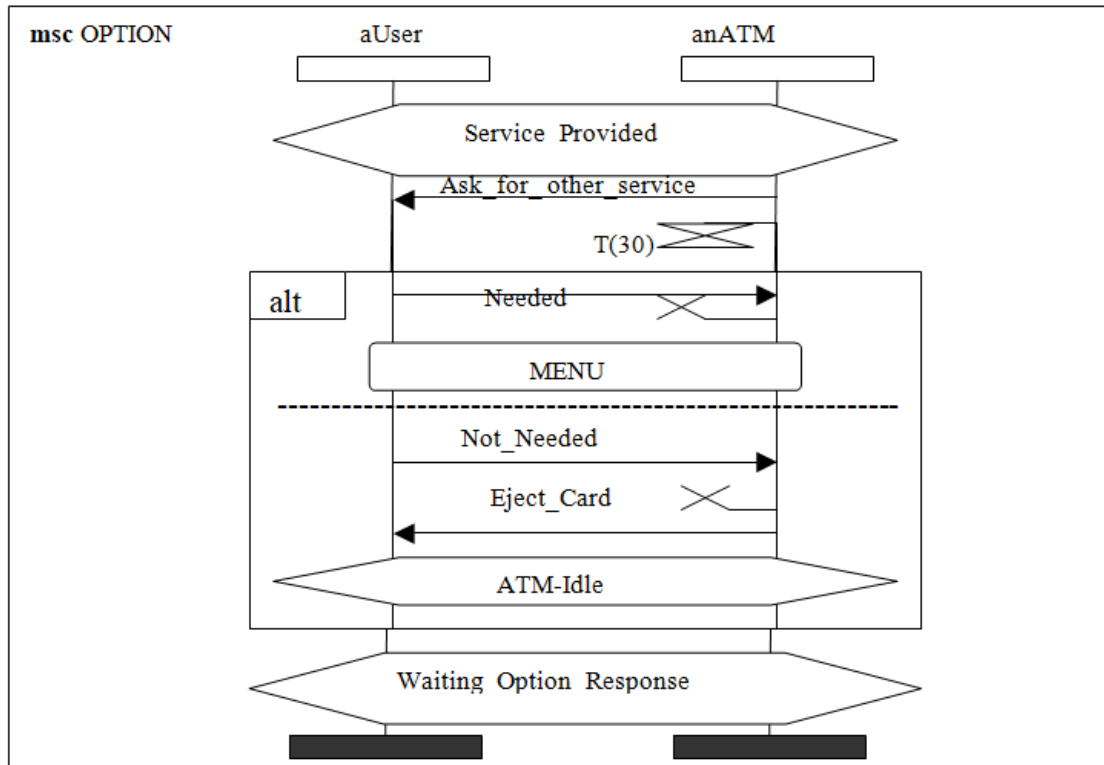 msc OPTION
aUser
anATM
Service Provided
Ask_for_other_service
T(30)
alt
Needed
MENU
Not_Needed
Eject_Card
ATM-Idle
Waiting Option Response